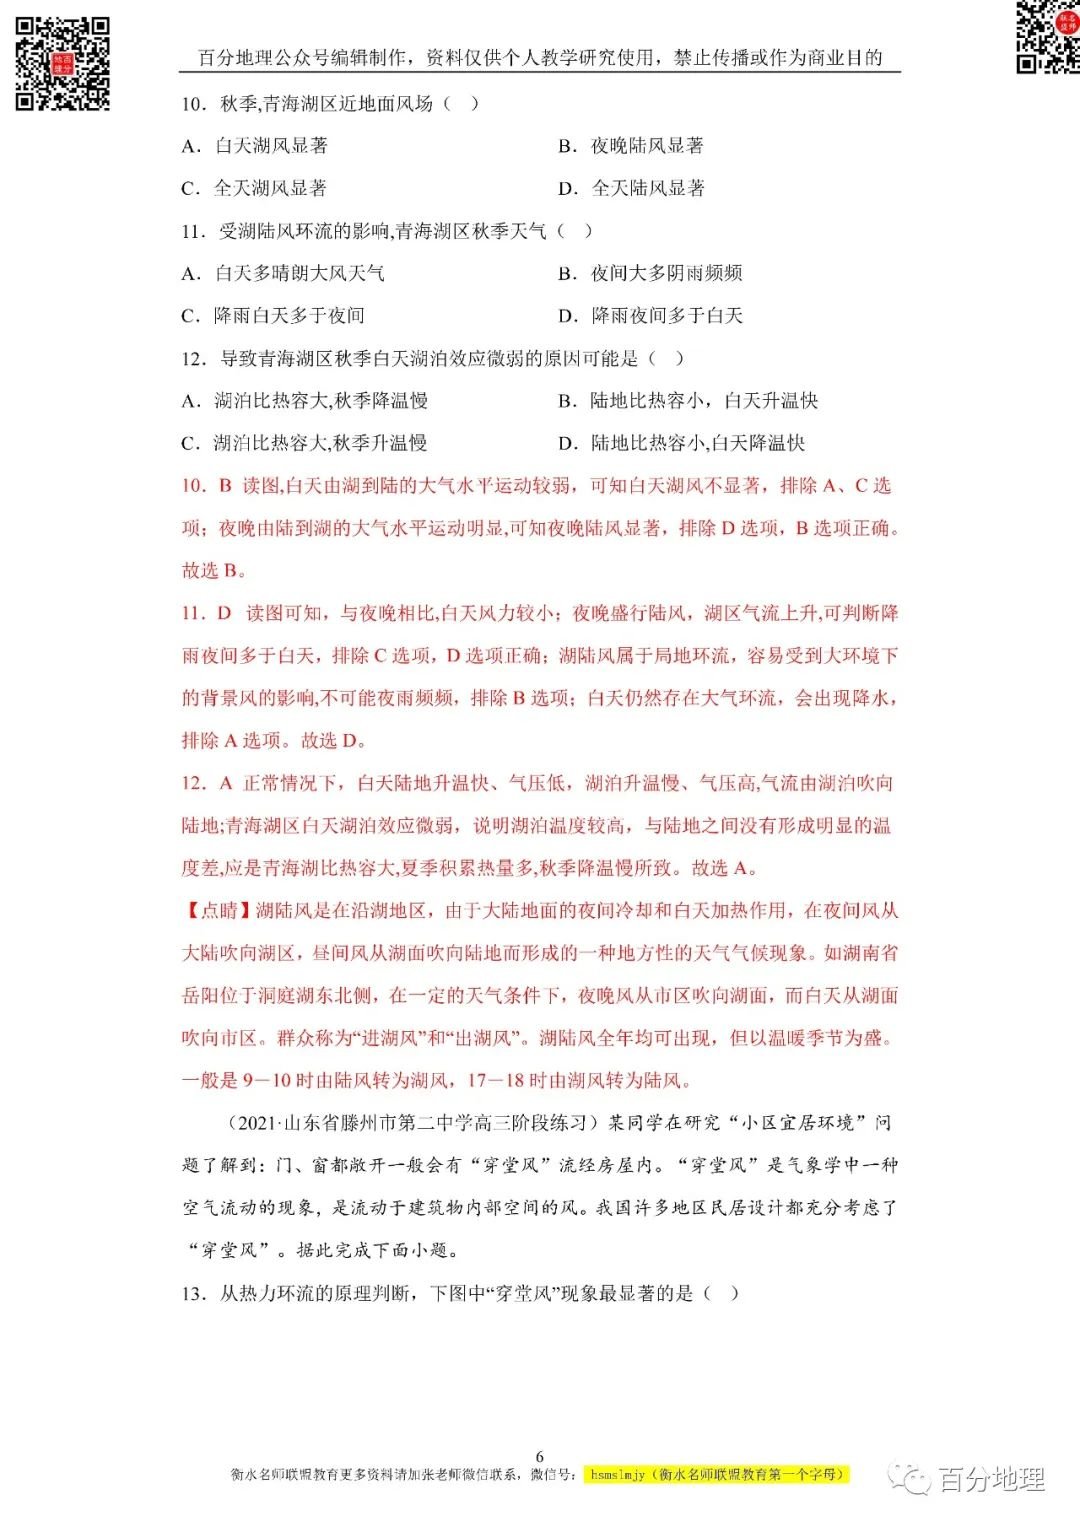 百分地理公众号编辑制作，资料仅供个人教学研究使用，禁止传播或作为商业目的
10．秋季,青海湖区近地面风场（　）
A．白天湖风显著　B．夜晚陆风显著
C．全天湖风显著　D．全天陆风显著
11．受湖陆风环流的影响,青海湖区秋季天气（　）
A．白天多晴朗大风天气　B．夜间大多阴雨频频
C．降雨白天多于夜间　D．降雨夜间多于白天
12．导致青海湖区秋季白天湖泊效应微弱的原因可能是（　）
A．湖泊比热容大,秋季降温慢　B．陆地比热容小，白天升温快
C．湖泊比热容大,秋季升温慢　D．陆地比热容小,白天降温快
10．B 读图,白天由湖到陆的大气水平运动较弱，可知白天湖风不显著，排除 A、C 选
项；夜晚由陆到湖的大气水平运动明显,可知夜晚陆风显著，排除 D 选项，B 选项正确。
故选 B。
11．D 读图可知，与夜晚相比,白天风力较小；夜晚盛行陆风，湖区气流上升,可判断降
雨夜间多于白天，排除 C 选项，D 选项正确；湖陆风属于局地环流，容易受到大环境下
的背景风的影响,不可能夜雨频频，排除 B 选项；白天仍然存在大气环流，会出现降水，
排除 A 选项。故选 D。
12．A 正常情况下，白天陆地升温快、气压低，湖泊升温慢、气压高,气流由湖泊吹向
陆地;青海湖区白天湖泊效应微弱，说明湖泊温度较高，与陆地之间没有形成明显的温
度差,应是青海湖比热容大,夏季积累热量多,秋季降温慢所致。故选 A。
【点睛】湖陆风是在沿湖地区，由于大陆地面的夜间冷却和白天加热作用，在夜间风从
大陆吹向湖区，昼间风从湖面吹向陆地而形成的一种地方性的天气气候现象。如湖南省
岳阳位于洞庭湖东北侧，在一定的天气条件下，夜晚风从市区吹向湖面，而白天从湖面
吹向市区。群众称为“进湖风”和“出湖风”。湖陆风全年均可出现，但以温暖季节为盛。
一般是 9－10 时由陆风转为湖风，17－18 时由湖风转为陆风。
（2021·山东省滕州市第二中学高三阶段练习）某同学在研究“小区宜居环境”问
题了解到：门、窗都敞开一般会有“穿堂风”流经房屋内。“穿堂风”是气象学中一种
空气流动的现象，是流动于建筑物内部空间的风。我国许多地区民居设计都充分考虑了
“穿堂风”。据此完成下面小题。
13．从热力环流的原理判断，下图中“穿堂风”现象最显著的是（　）
6
衡水名师联盟教育更多资料请加张老师微信联系，微信号： hsmslmjy（衡水名师联盟教育第一个字母）
百分地理